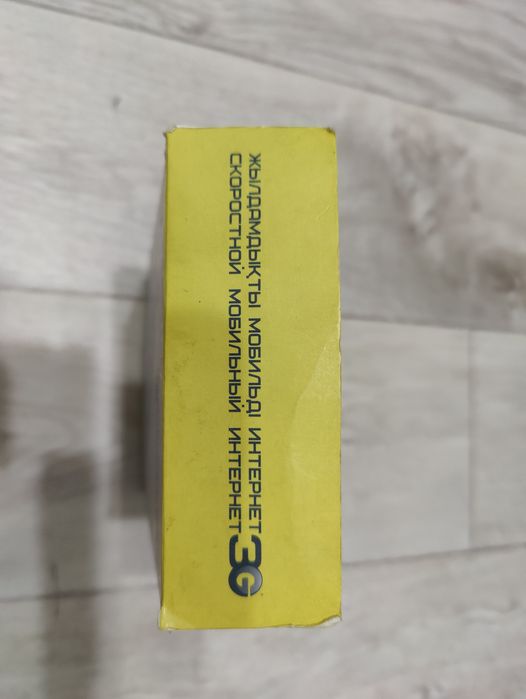 ЖЫЛДАМДЫҚТЫ МОБИЛЬДІ ИНТЕРНЕТ
СКОРОСТНОЙ МОБИЛЬНЫЙ ИНТЕРНЕТ
3G